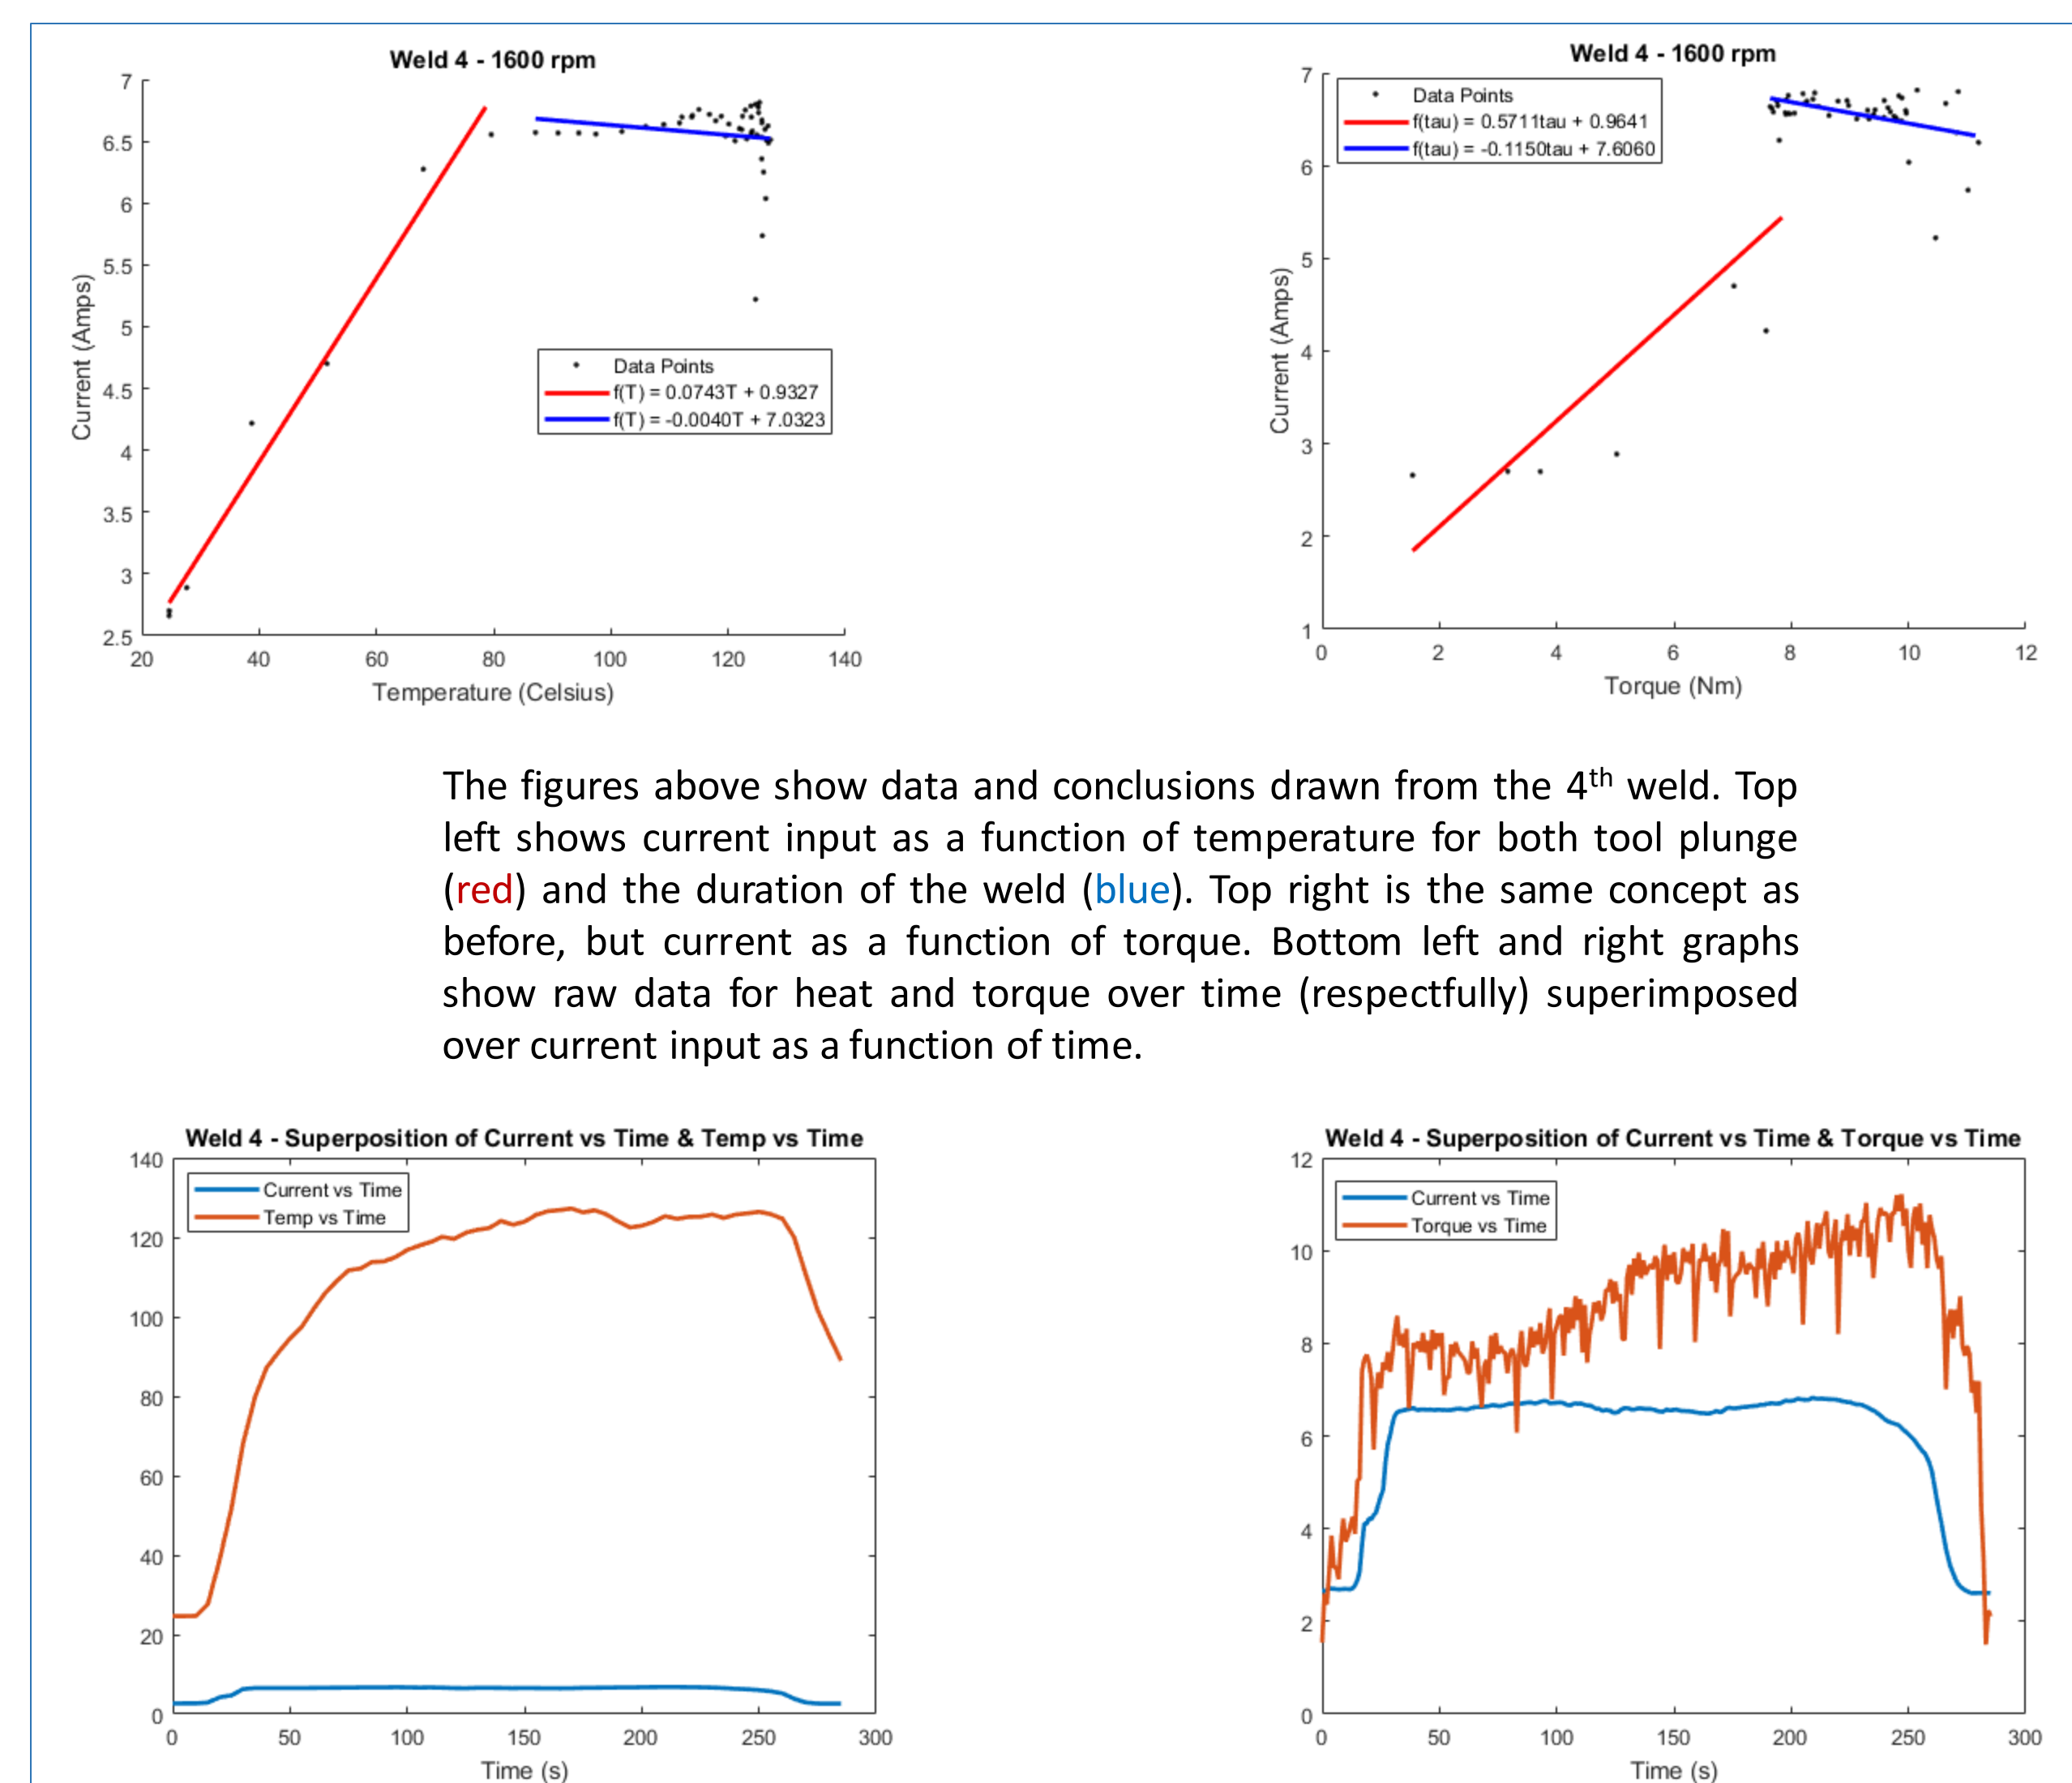 Weld 4 - 1600 rpm
7
6.5
6
5.5
5
4.5
4
3.5
3
2.5
20 40 60 80 100 120 140
Current (Amps)
Temperature (Celsius)
Data Points
f(T) = 0.0743T + 0.9327
f(T) = -0.0040T + 7.0323
Weld 4 - 1600 rpm
7
6
5
4
3
2
1
0 2 4 6 8 10 12
Current (Amps)
Torque (Nm)
Data Points
f(tau) = 0.5711tau + 0.9641
f(tau) = -0.1150tau + 7.6060
The figures above show data and conclusions drawn from the 4th weld. Top
left shows current input as a function of temperature for both tool plunge
(red) and the duration of the weld (blue). Top right is the same concept as
before, but current as a function of torque. Bottom left and right graphs
show raw data for heat and torque over time (respectfully) superimposed
over current input as a function of time.
Weld 4 - Superposition of Current vs Time & Temp vs Time
140
120
100
80
60
40
20
0
0 50 100 150 200 250 300
Time (s)
Current vs Time
Temp vs Time
Weld 4 - Superposition of Current vs Time & Torque vs Time
12
10
8
6
4
2
0
0 50 100 150 200 250 300
Time (s)
Current vs Time
Torque vs Time